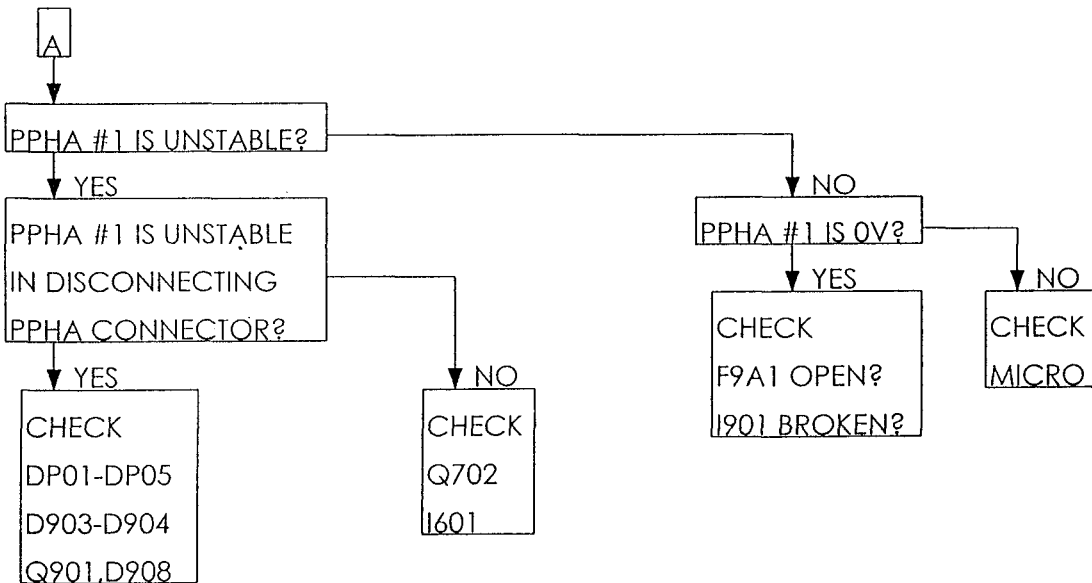 A
PPHA #1 IS UNSTABLE?
YES
NO
PPHA #1 IS UNSTABLE
IN DISCONNECTING
PPHA CONNECTOR?
PPHA #1 IS 0V?
YES
NO
CHECK
F9A1 OPEN?
I901 BROKEN?
CHECK
MICRO
YES
NO
CHECK
DP01-DP05
D903-D904
Q901,D908
CHECK
Q702
I601